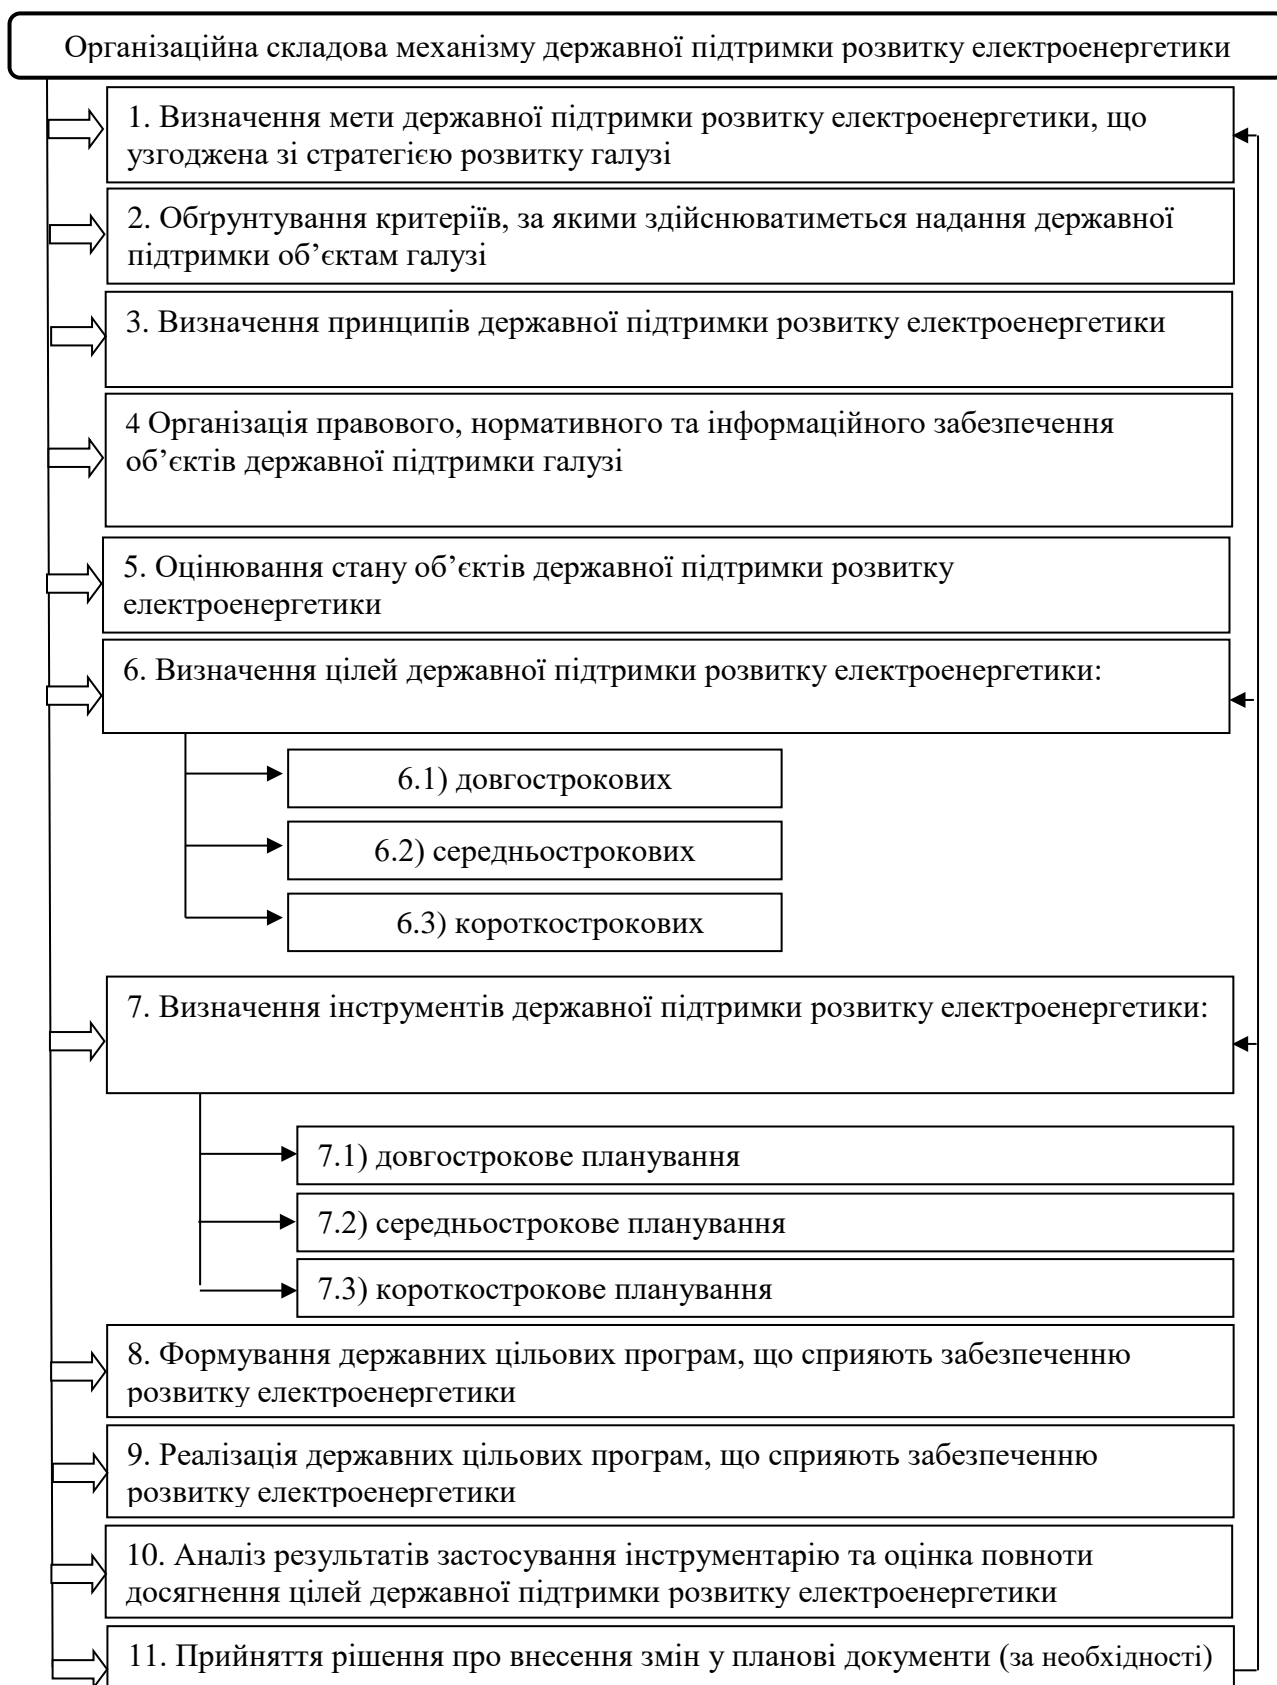 Організаційна складова механізму державної підтримки розвитку електроенергетики
1. Визначення мети державної підтримки розвитку електроенергетики, що
узгоджена зі стратегією розвитку галузі
2. Обґрунтування критеріїв, за якими здійснюватиметься надання державної
підтримки об’єктам галузі
3. Визначення принципів державної підтримки розвитку електроенергетики
4 Організація правового, нормативного та інформаційного забезпечення
об’єктів державної підтримки галузі
5. Оцінювання стану об’єктів державної підтримки розвитку
електроенергетики
6. Визначення цілей державної підтримки розвитку електроенергетики:
6.1) довгострокових
6.2) середньострокових
6.3) короткострокових
7. Визначення інструментів державної підтримки розвитку електроенергетики:
7.1) довгострокове планування
7.2) середньострокове планування
7.3) короткострокове планування
8. Формування державних цільових програм, що сприяють забезпеченню
розвитку електроенергетики
9. Реалізація державних цільових програм, що сприяють забезпеченню
розвитку електроенергетики
10. Аналіз результатів застосування інструментарію та оцінка повноти
досягнення цілей державної підтримки розвитку електроенергетики
11. Прийняття рішення про внесення змін у планові документи (за необхідності)